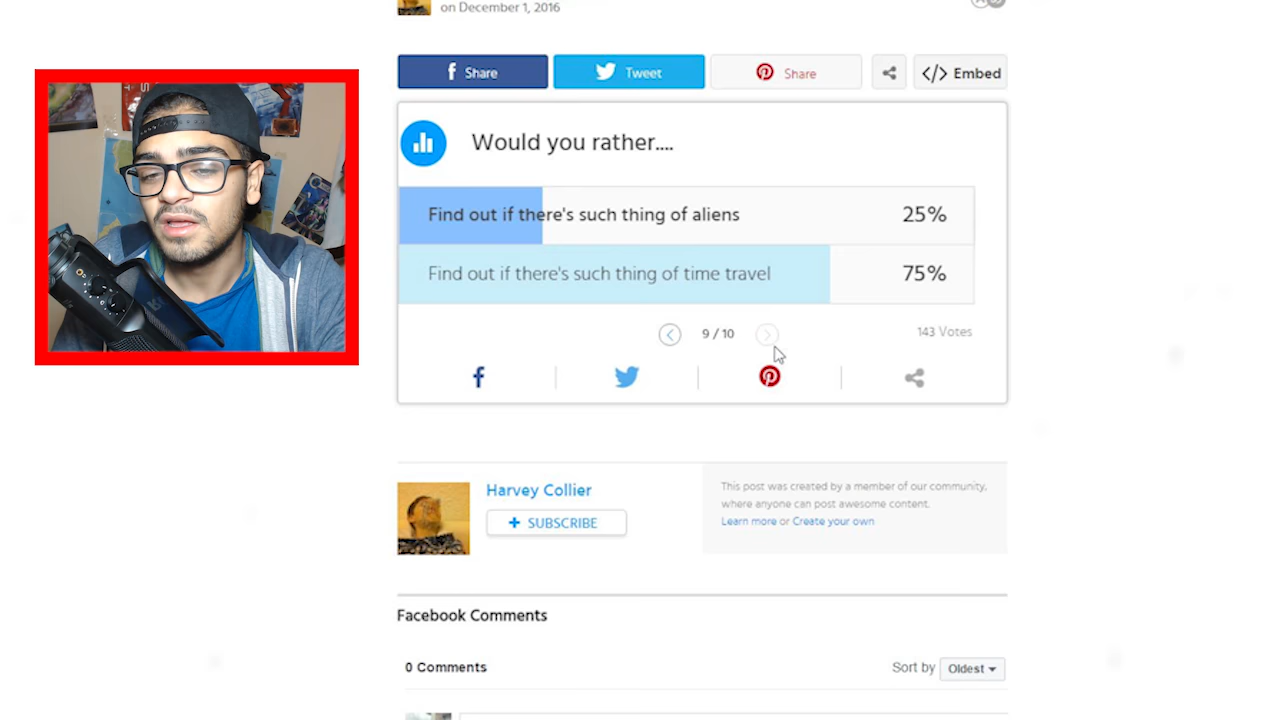 on December 1, 2016
Share
Tweet
Share
</> Embed
Would you rather....
Find out if there's such thing of aliens
25%
Find out if there's such thing of time travel
75%
9 / 10
143 Votes
Harvey Collier
+ SUBSCRIBE
This post was created by a member of our community,
where anyone can post awesome content.
Learn more or Create your own
Facebook Comments
0 Comments
Sort by
Oldest